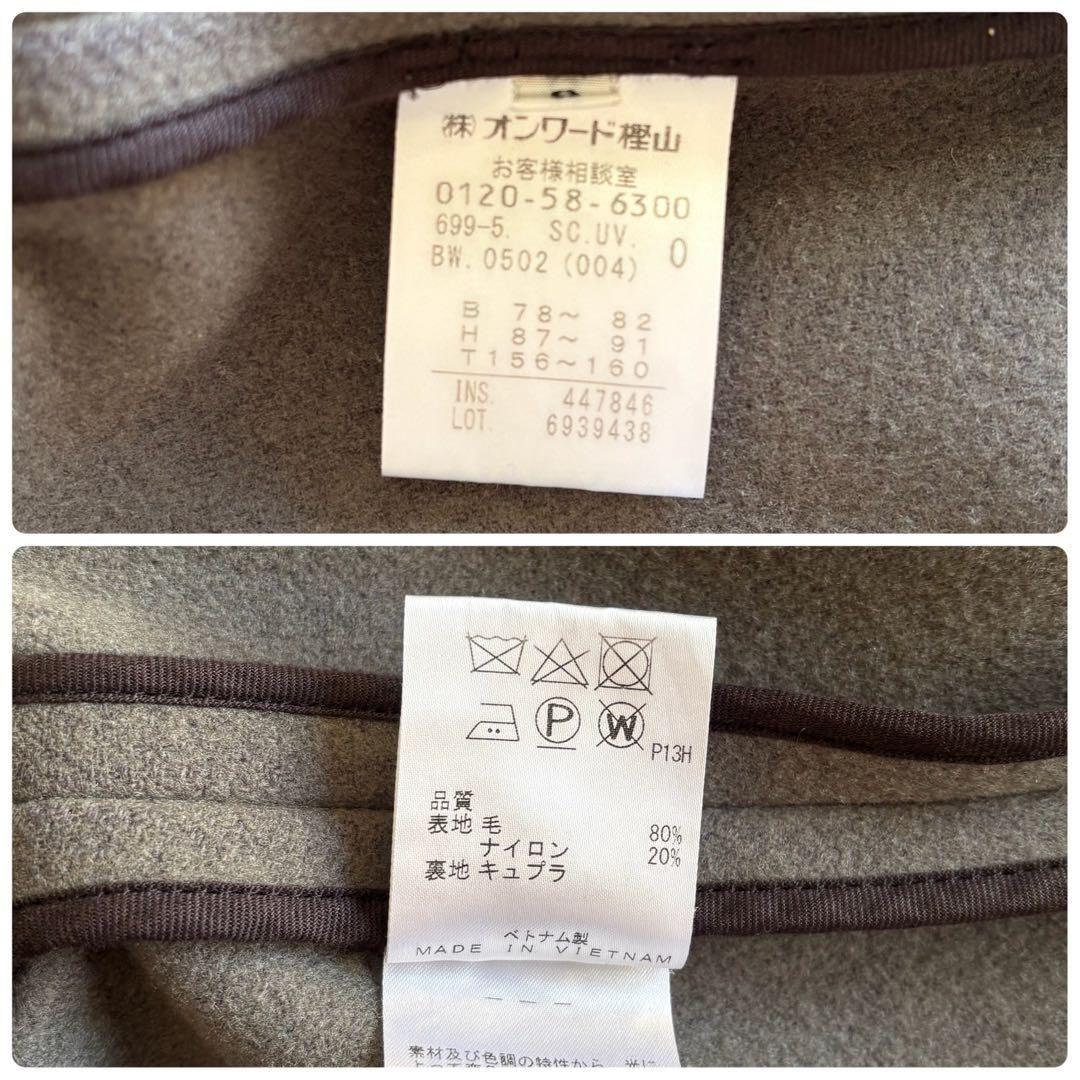 ㈱オンワード樫山
お客様相談室
0120-58-6300
699-5. SC.UV. 0
BW. 0502 (004)
B 78～ 82
H 87～ 91
T 156～160
INS. 447846
LOT. 6939438
P W
P13H
品質
表地 毛 80%
ナイロン 20%
裏地 キュプラ
ベトナム製
MADE IN VIETNAM
素材及び色調の特性から、光に